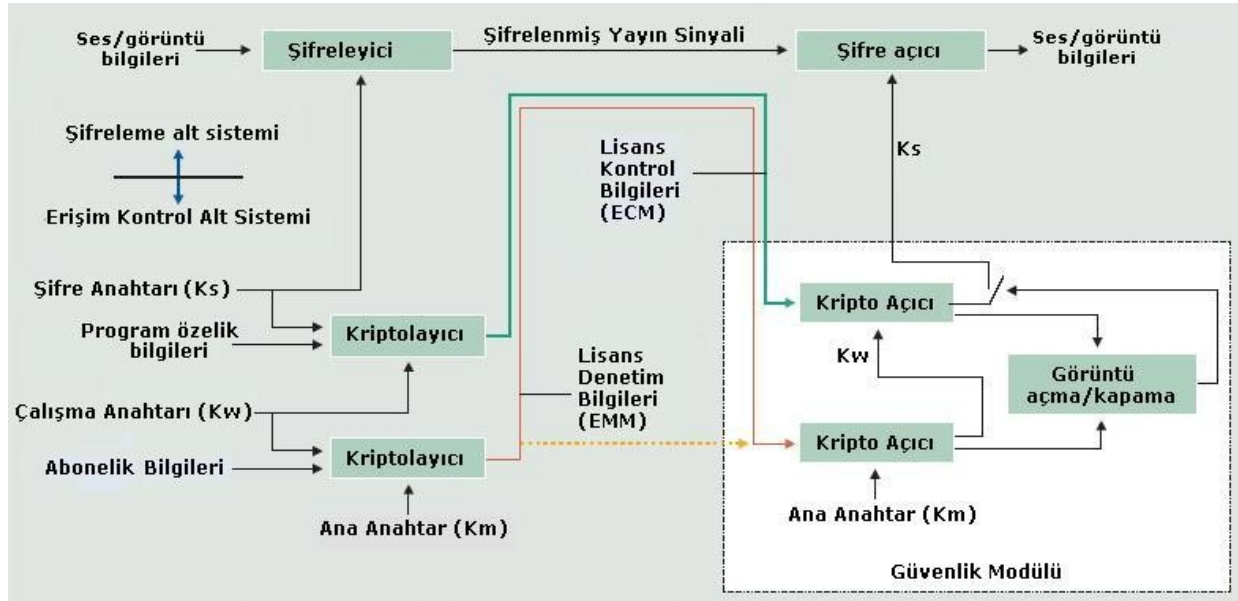 Ses/görüntü
bilgileri
Şifreleyici
Şifrelenmiş Yayın Sinyali
Şifre açıcı
Ses/görüntü
bilgileri
Şifreleme alt sistemi
Erişim Kontrol Alt Sistemi
Lisans
Kontrol
Bilgileri
(ECM)
Ks
Şifre Anahtarı (Ks)
Program özelik
bilgileri
Kriptolayıcı
Kripto Açıcı
Kw
Lisans
Denetim
Bilgileri
(EMM)
Görüntü
açma/kapama
Çalışma Anahtarı (Kw)
Abonelik Bilgileri
Kriptolayıcı
Kripto Açıcı
Ana Anahtar (Km)
Ana Anahtar (Km)
Güvenlik Modülü